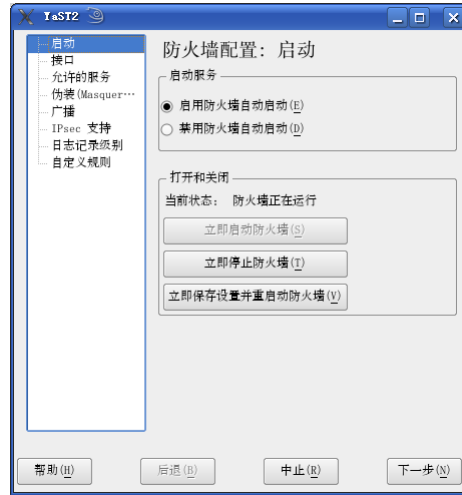 YaST2
启动
接口
允许的服务
伪装(Masquer…
广播
IPsec 支持
日志记录级别
自定义规则
防火墙配置: 启动
启动服务
启用防火墙自动启动(E)
禁用防火墙自动启动(D)
打开和关闭
当前状态: 防火墙正在运行
立即启动防火墙(S)
立即停止防火墙(T)
立即保存设置并重启动防火墙(V)
帮助(H)
后退(B)
中止(R)
下一步(N)